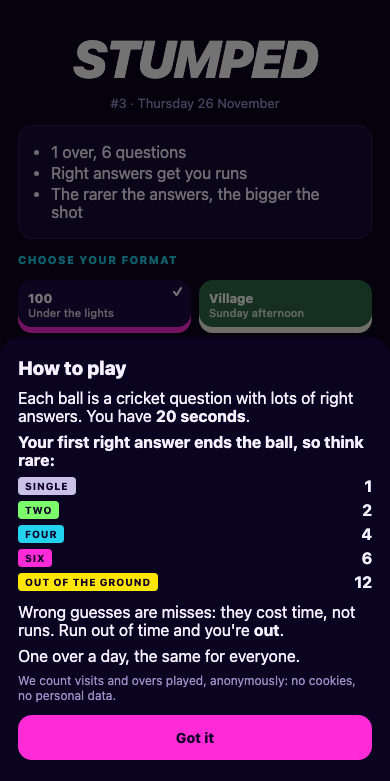 STUMPED
#3 · Thursday 26 November
• 1 over, 6 questions
• Right answers get you runs
• The rarer the answers, the bigger the
shot
CHOOSE YOUR FORMAT
100
Under the lights
Village
Sunday afternoon
How to play
Each ball is a cricket question with lots of right
answers. You have 20 seconds.
Your first right answer ends the ball, so think
rare:
SINGLE 1
TWO 2
FOUR 4
SIX 6
OUT OF THE GROUND 12
Wrong guesses are misses: they cost time, not
runs. Run out of time and you're out.
One over a day, the same for everyone.
We count visits and overs played, anonymously: no cookies,
no personal data.
Got it